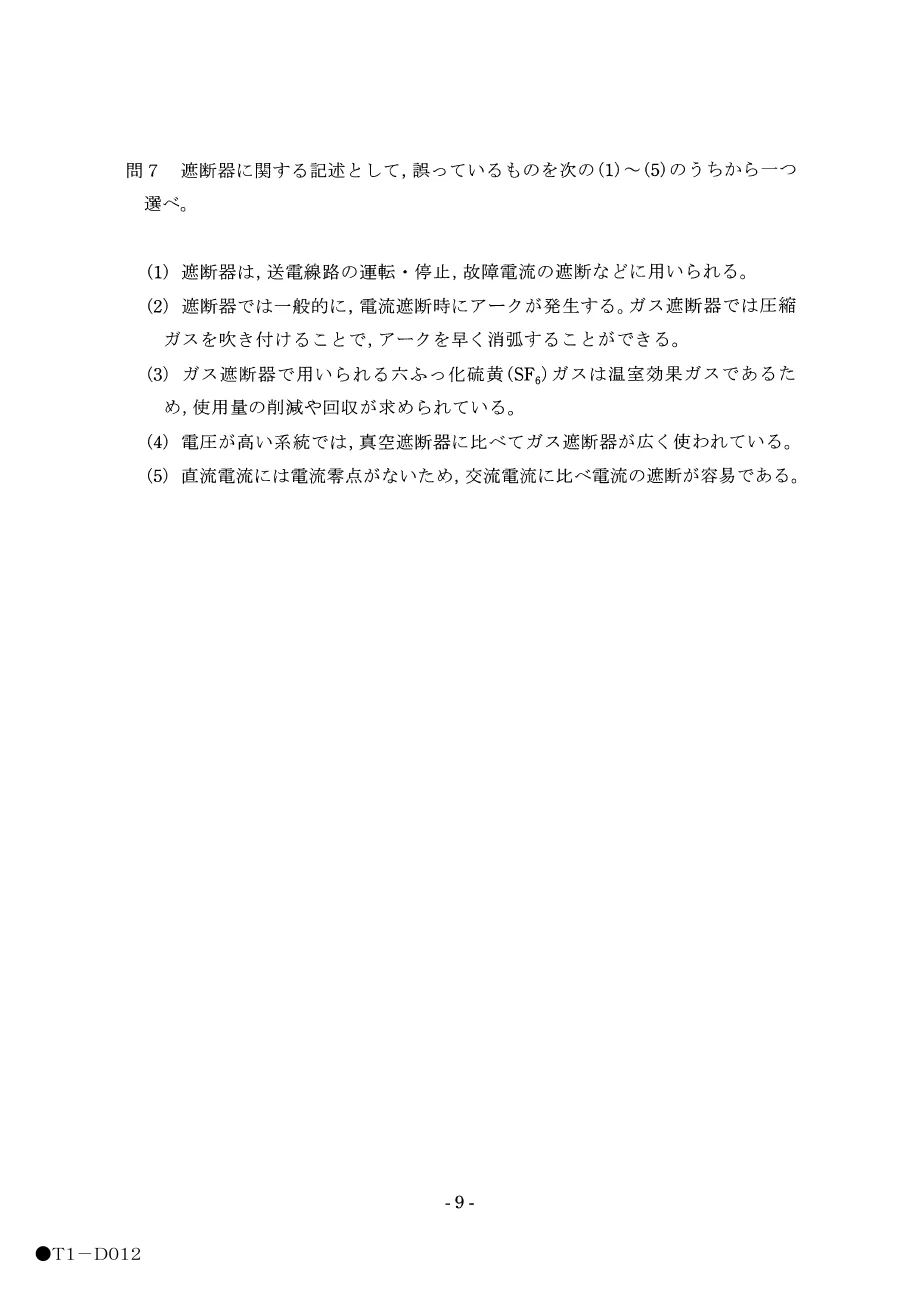 問７　遮断器に関する記述として,誤っているものを次の(1)～(5)のうちから一つ
選べ。
(1) 遮断器は,送電線路の運転・停止,故障電流の遮断などに用いられる。
(2) 遮断器では一般的に,電流遮断時にアークが発生する。ガス遮断器では圧縮
ガスを吹き付けることで,アークを早く消弧することができる。
(3) ガス遮断器で用いられる六ふっ化硫黄(SF₆)ガスは温室効果ガスであるた
め,使用量の削減や回収が求められている。
(4) 電圧が高い系統では,真空遮断器に比べてガス遮断器が広く使われている。
(5) 直流電流には電流零点がないため,交流電流に比べ電流の遮断が容易である。
- 9 -
●T1－D012